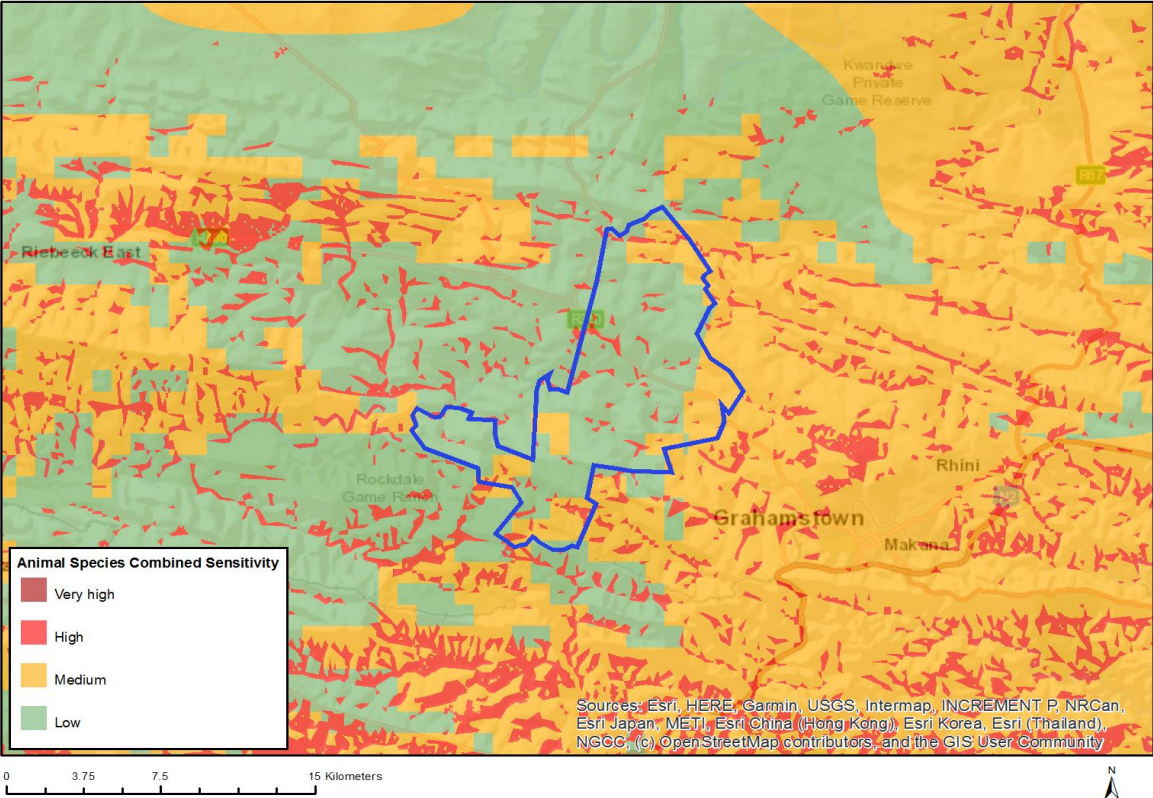 Kwandwe
Private
Game Reserve
R67
Riebeeck East
Rockdale
Game Ranch
Rhini
N2
Grahamstown
Makana
Animal Species Combined Sensitivity
Very high
High
Medium
Low
Sources: Esri, HERE, Garmin, USGS, Intermap, INCREMENT P, NRCan,
Esri Japan, METI, Esri China (Hong Kong), Esri Korea, Esri (Thailand),
NGCC, (c) OpenStreetMap contributors, and the GIS User Community
0 3.75 7.5 15 Kilometers
N